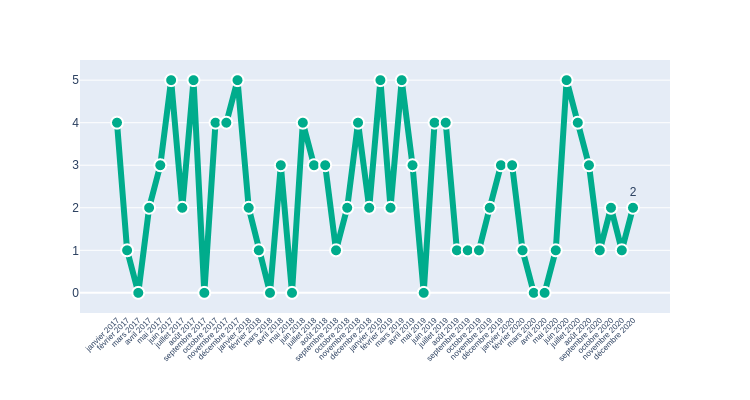 5
4
3
2
1
0
2
janvier 2017
février 2017
mars 2017
avril 2017
mai 2017
juin 2017
juillet 2017
août 2017
septembre 2017
octobre 2017
novembre 2017
décembre 2017
janvier 2018
février 2018
mars 2018
avril 2018
mai 2018
juin 2018
juillet 2018
août 2018
septembre 2018
octobre 2018
novembre 2018
décembre 2018
janvier 2019
février 2019
mars 2019
avril 2019
mai 2019
juin 2019
juillet 2019
août 2019
septembre 2019
octobre 2019
novembre 2019
décembre 2019
janvier 2020
février 2020
mars 2020
avril 2020
mai 2020
juin 2020
juillet 2020
août 2020
septembre 2020
octobre 2020
novembre 2020
décembre 2020